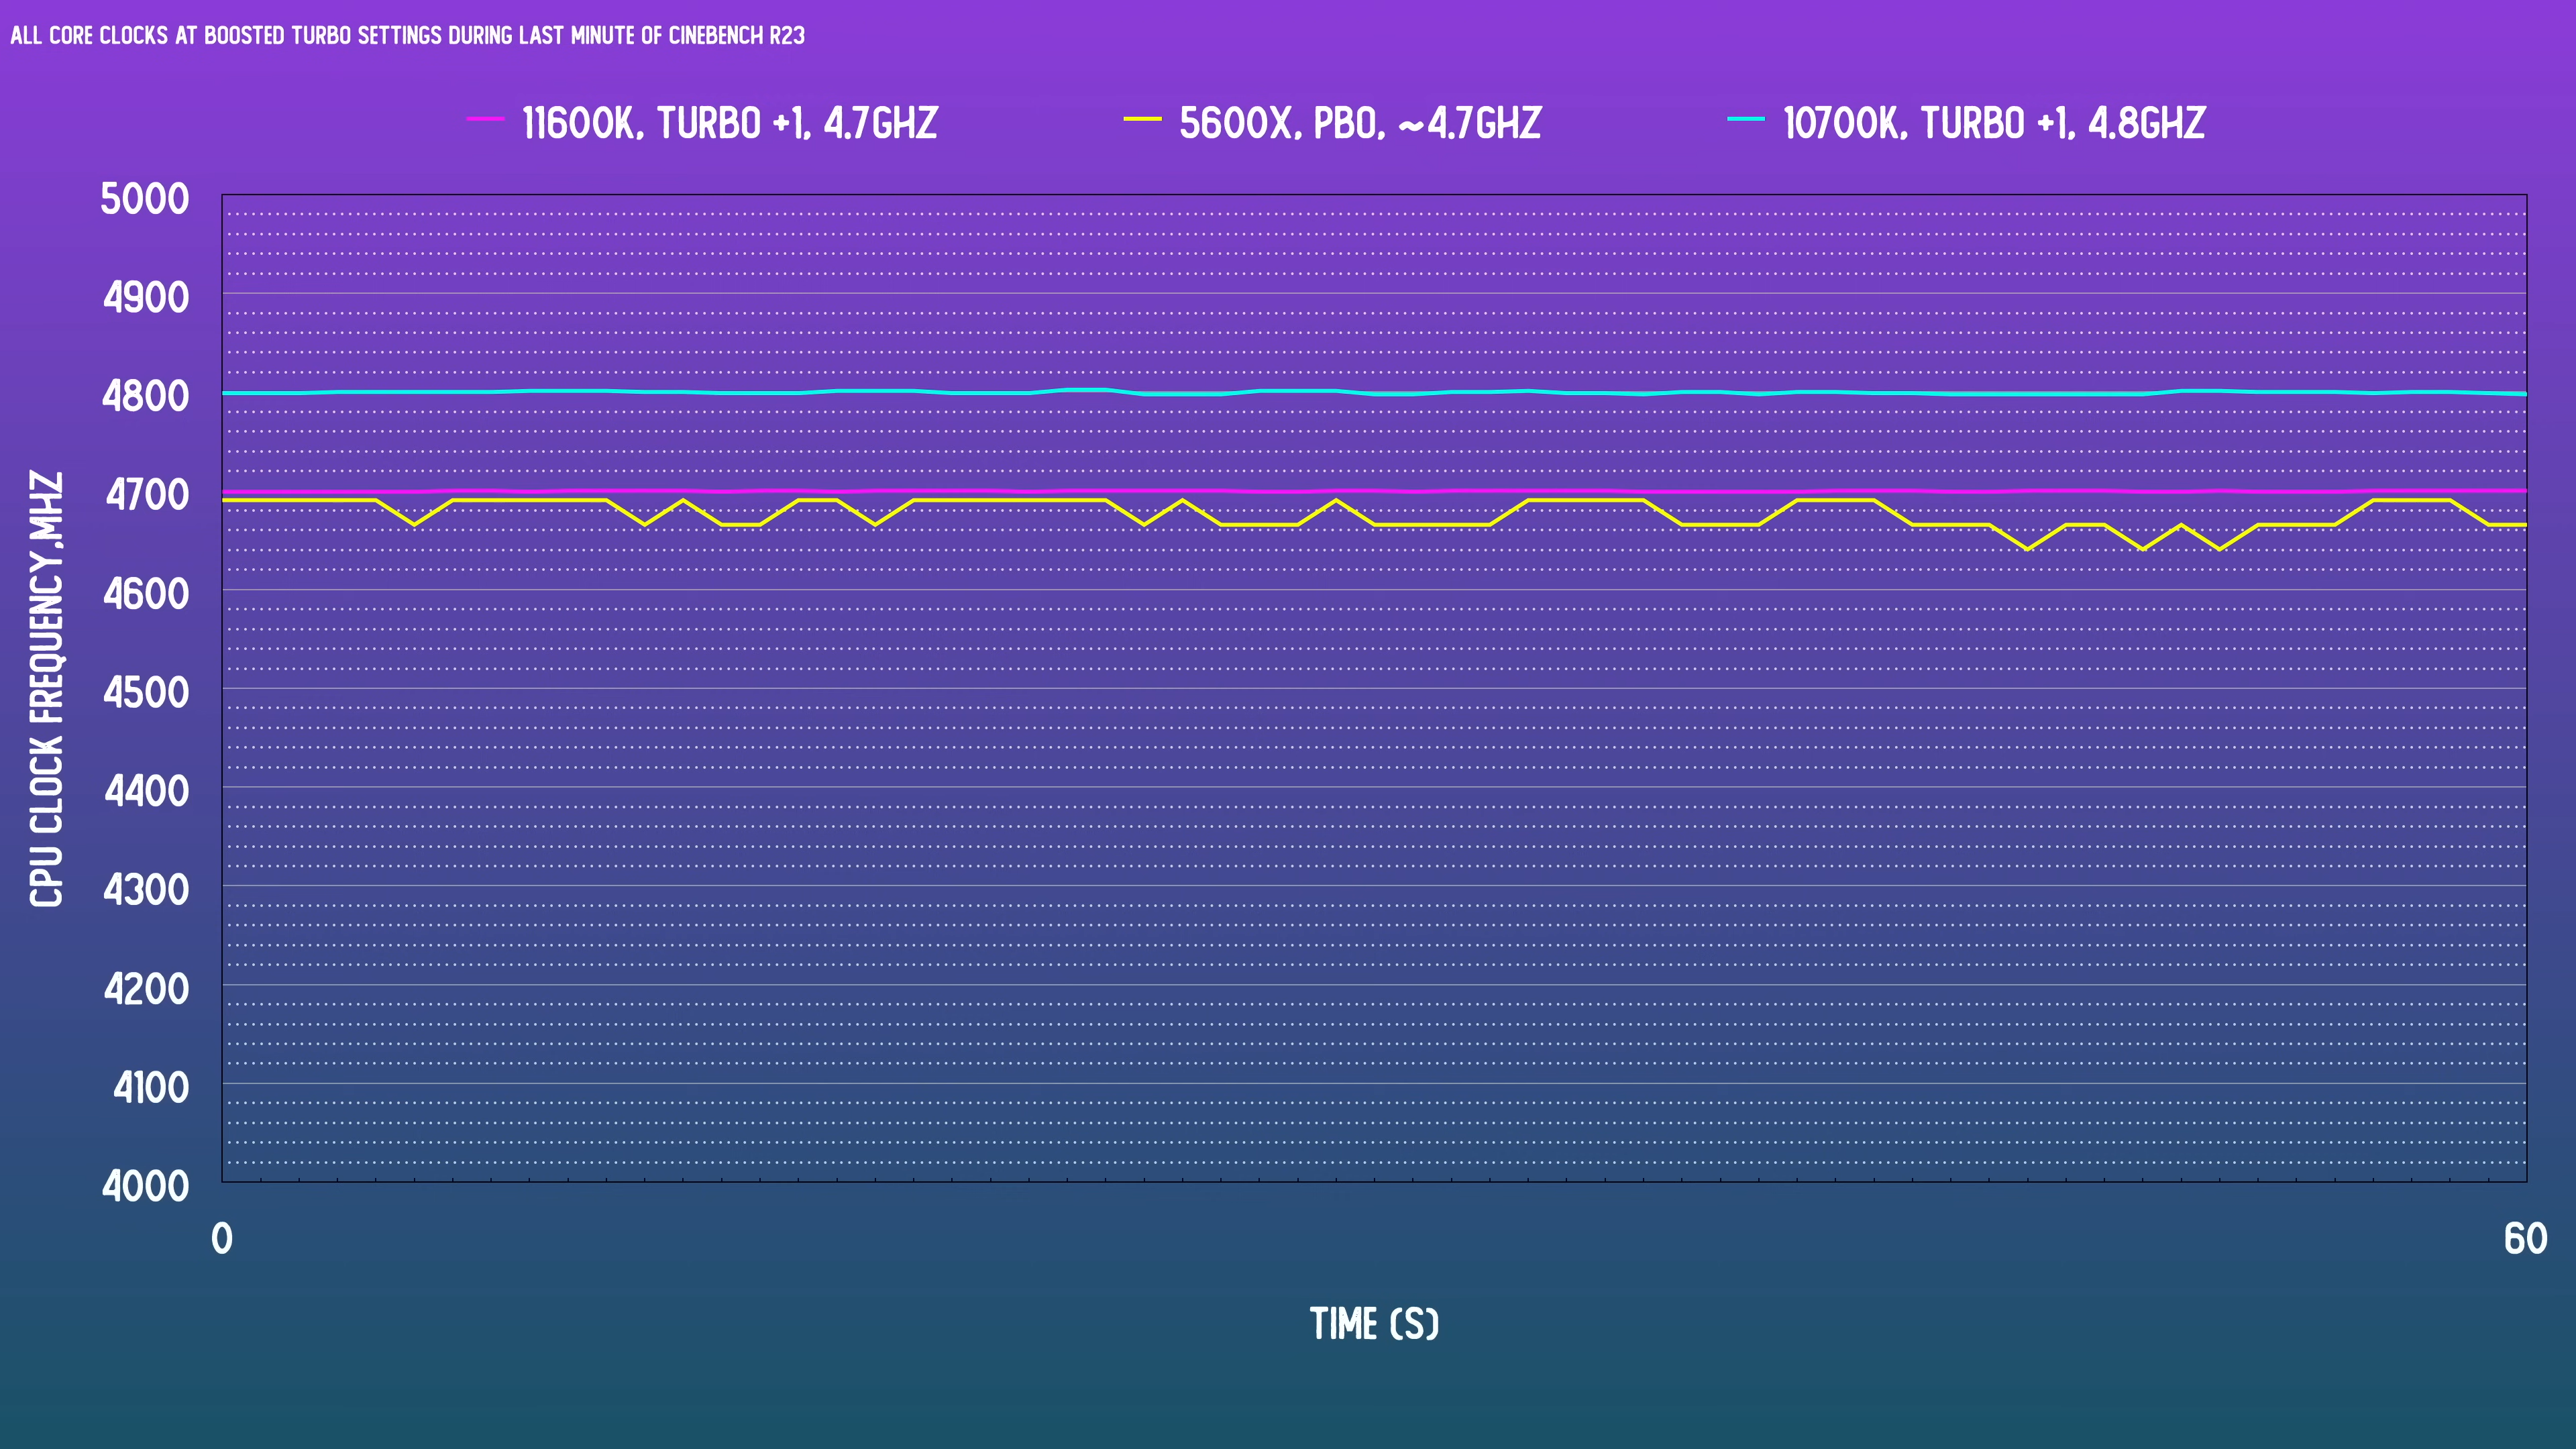 ALL CORE CLOCKS AT BOOSTED TURBO SETTINGS DURING LAST MINUTE OF CINEBENCH R23
11600K, TURBO +1, 4.7GHZ
5600X, PBO, ~4.7GHZ
10700K, TURBO +1, 4.8GHZ
CPU CLOCK FREQUENCY,MHZ
5000
4900
4800
4700
4600
4500
4400
4300
4200
4100
4000
0
60
TIME (S)